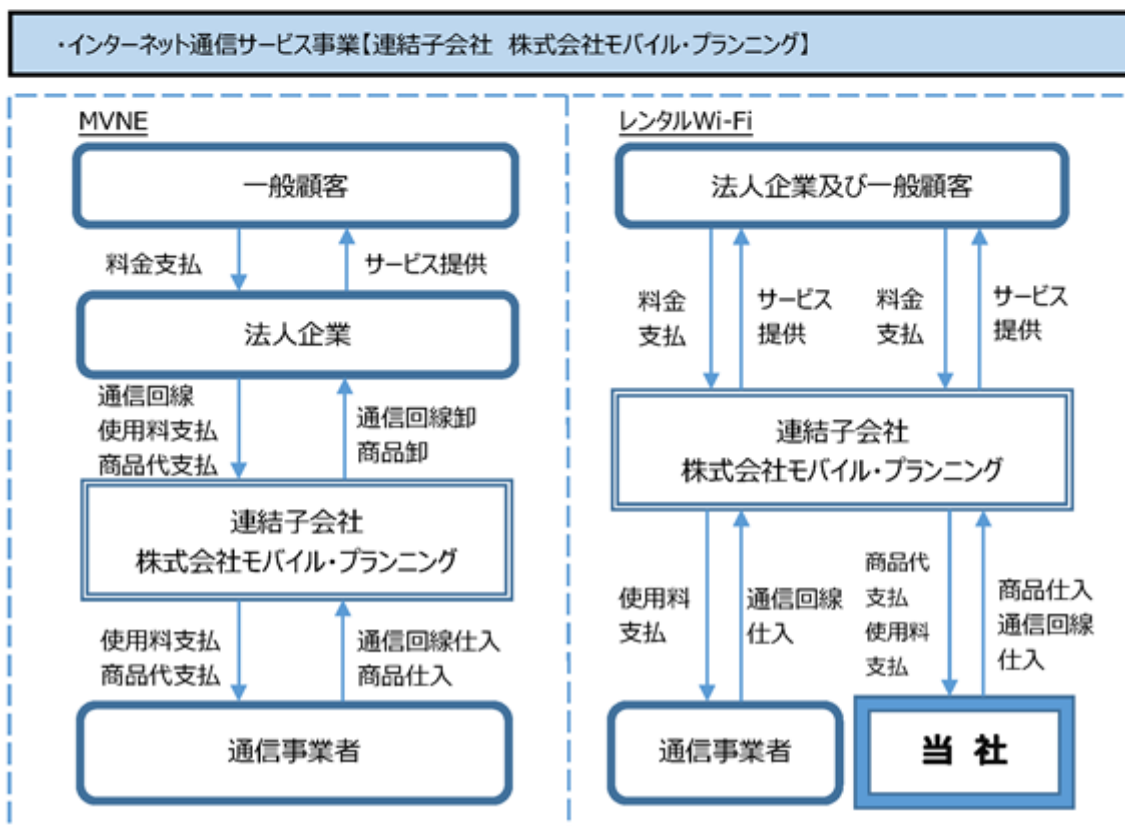 ・インターネット通信サービス事業【連結子会社 株式会社モバイル・プランニング】
MVNE
一般顧客
料金支払
サービス提供
法人企業
通信回線
使用料支払
商品代支払
通信回線卸
商品卸
連結子会社
株式会社モバイル・プランニング
使用料支払
商品代支払
通信回線仕入
商品仕入
通信事業者
レンタルWi-Fi
法人企業及び一般顧客
料金
支払
サービス
提供
料金
支払
サービス
提供
連結子会社
株式会社モバイル・プランニング
使用料
支払
通信回線
仕入
商品代
支払
使用料
支払
商品仕入
通信回線
仕入
通信事業者
当 社